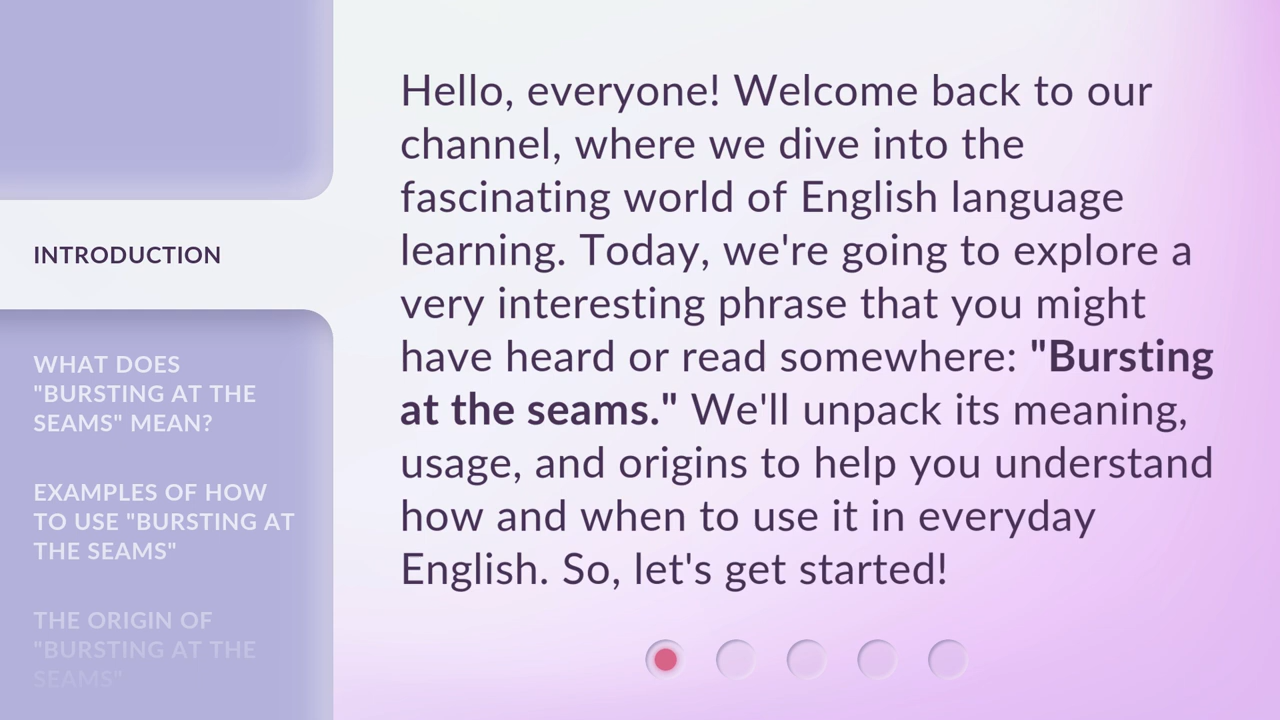 INTRODUCTION
WHAT DOES
"BURSTING AT THE
SEAMS" MEAN?
EXAMPLES OF HOW
TO USE "BURSTING AT
THE SEAMS"
THE ORIGIN OF
"BURSTING AT THE
SEAMS"
Hello, everyone! Welcome back to our
channel, where we dive into the
fascinating world of English language
learning. Today, we're going to explore a
very interesting phrase that you might
have heard or read somewhere: "Bursting
at the seams." We'll unpack its meaning,
usage, and origins to help you understand
how and when to use it in everyday
English. So, let's get started!